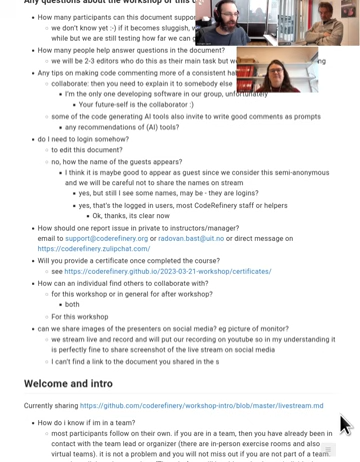 Any questions about the workshop or this d
How many participants can this document suppor
we don't know yet :-) if it becomes sluggish, w
while but we are still testing how far we can g
How many people help answer questions in the document?
we will be 2-3 editors who do this as their main task but w
ing
Any tips on making code commenting more of a consistent hab
collaborate: then you need to explain it to somebody else
I'm the only one developing software in our group, unfortunately
Your future-self is the collaborator :)
some of the code generating AI tools also invite to write good comments as prompts
any recommendations of (AI) tools?
do I need to login somehow?
to edit this document?
no, how the name of the guests appears?
I think it is maybe good to appear as guest since we consider this semi-anonymous
and we will be careful not to share the names on stream
yes, but still I see some names, may be - they are logins?
yes, that's the logged in users, most CodeRefinery staff or helpers
Ok, thanks, its clear now
How should one report issue in private to instructors/manager?
email to support@coderefinery.org or radovan.bast@uit.no or direct message on
https://coderefinery.zulipchat.com/
Will you provide a certificate once completed the course?
see https://coderefinery.github.io/2023-03-21-workshop/certificates/
How can an individual find others to collaborate with?
for this workshop or in general for after workshop?
both
For this workshop
can we share images of the presenters on social media? eg picture of monitor?
we stream live and record and will put our recording on youtube so in my understanding it
is perfectly fine to share screenshot of the live stream on social media
I can't find a link to the document you shared in the s
Welcome and intro
Currently sharing https://github.com/coderefinery/workshop-intro/blob/master/livestream.md
How do i know if im in a team?
most participants follow on their own. if you are in a team, then you have already been in
contact with the team lead or organizer (there are in-person exercise rooms and also
virtual teams). it is not a problem and you will not miss out if you are not part of a team.